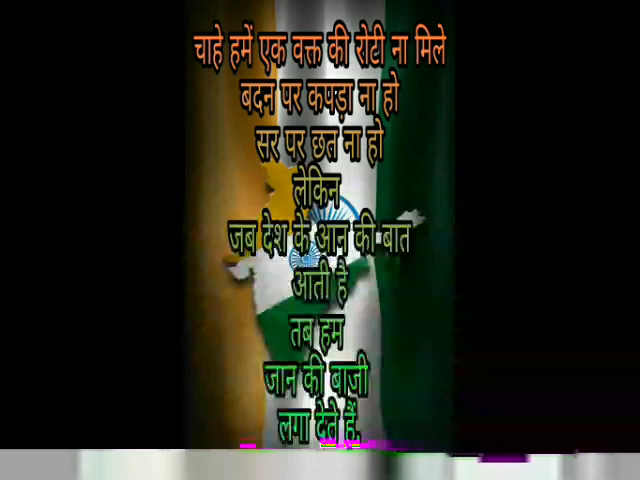 चाहे हमें एक वक्त की रोटी ना मिले
बदन पर कपड़ा ना हो
सर पर छत ना हो
लेकिन
जब देश के आन की बात
आती है
तब हम
जान की बाजी
लगा देते हैं.